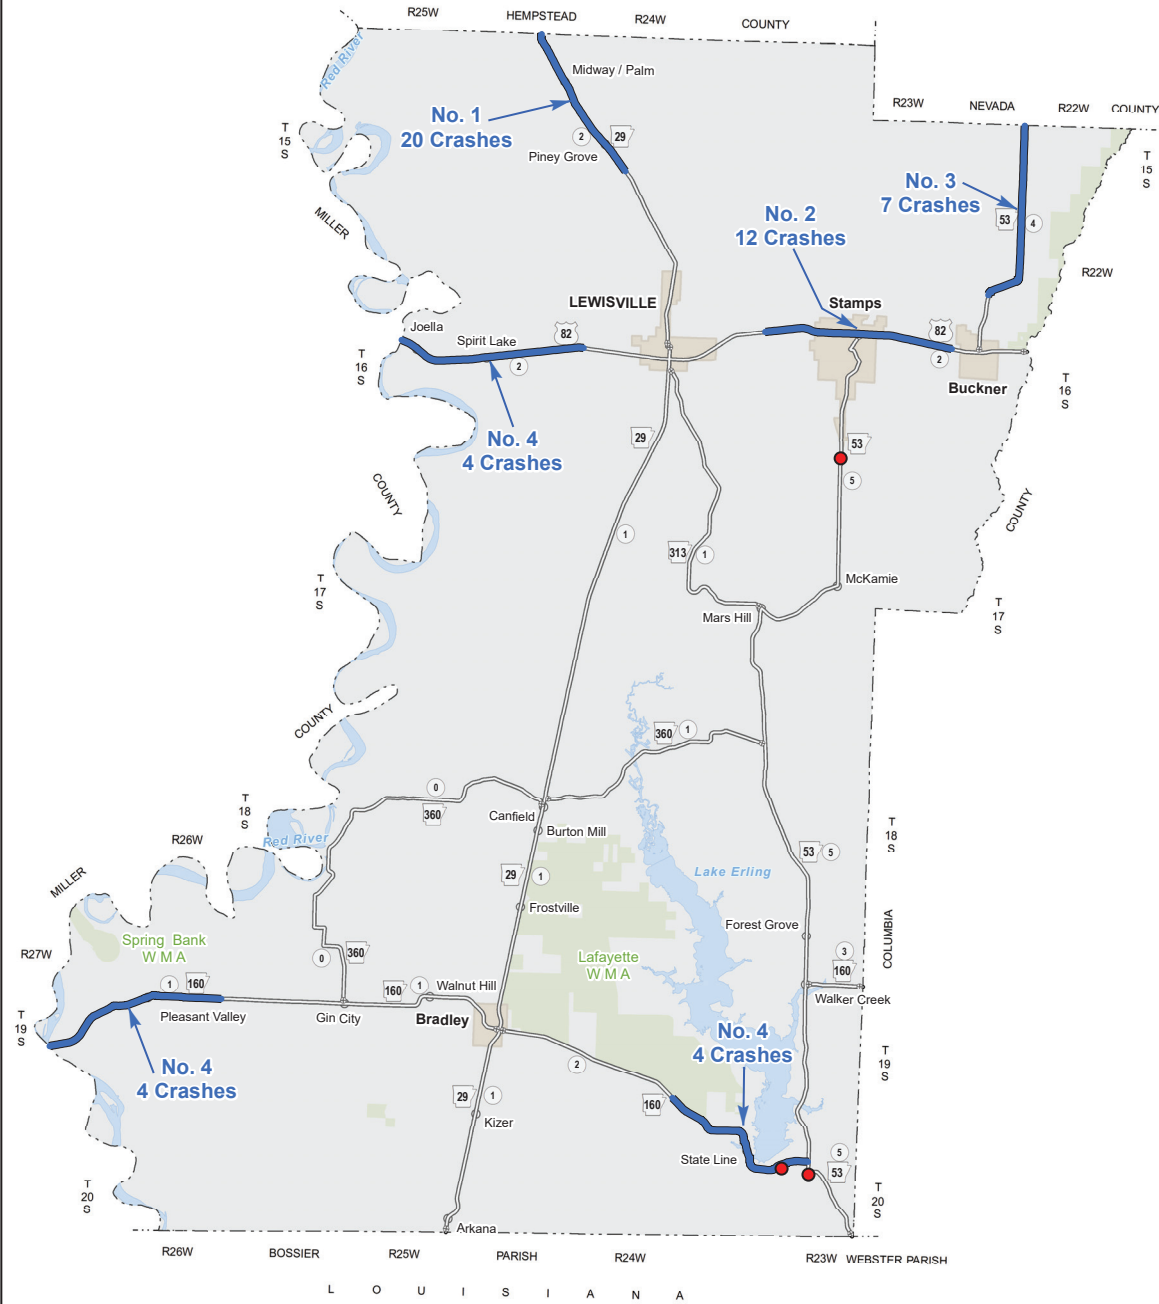 R25W
HEMPSTEAD
R24W
COUNTY
Red River
Midway / Palm
No. 1
20 Crashes
2
29
Piney Grove
R23W
NEVADA
R22W
COUNTY
T
15
S
T
15
S
MILLER
No. 3
7 Crashes
53
4
No. 2
12 Crashes
R22W
LEWISVILLE
Stamps
Joella
Spirit Lake
82
2
82
2
Buckner
T
16
S
T
16
S
No. 4
4 Crashes
29
53
5
COUNTY
COUNTY
1
313
1
T
17
S
McKamie
Mars Hill
T
17
S
COUNTY
360
1
0
360
Canfield
Burton Mill
T
18
S
Red River
R26W
T
18
S
53
5
Lake Erling
29
1
MILLER
Frostville
Forest Grove
COLUMBIA
Spring Bank
WMA
R27W
0
360
Lafayette
WMA
3
160
Walker Creek
1
160
Pleasant Valley
Gin City
160
1
Walnut Hill
Bradley
T
19
S
No. 4
4 Crashes
No. 4
4 Crashes
2
T
19
S
29
1
Kizer
160
State Line
5
53
T
20
S
T
20
S
Arkana
R26W
BOSSIER
R25W
PARISH
R24W
R23W
WEBSTER PARISH
L O U I S I A N A